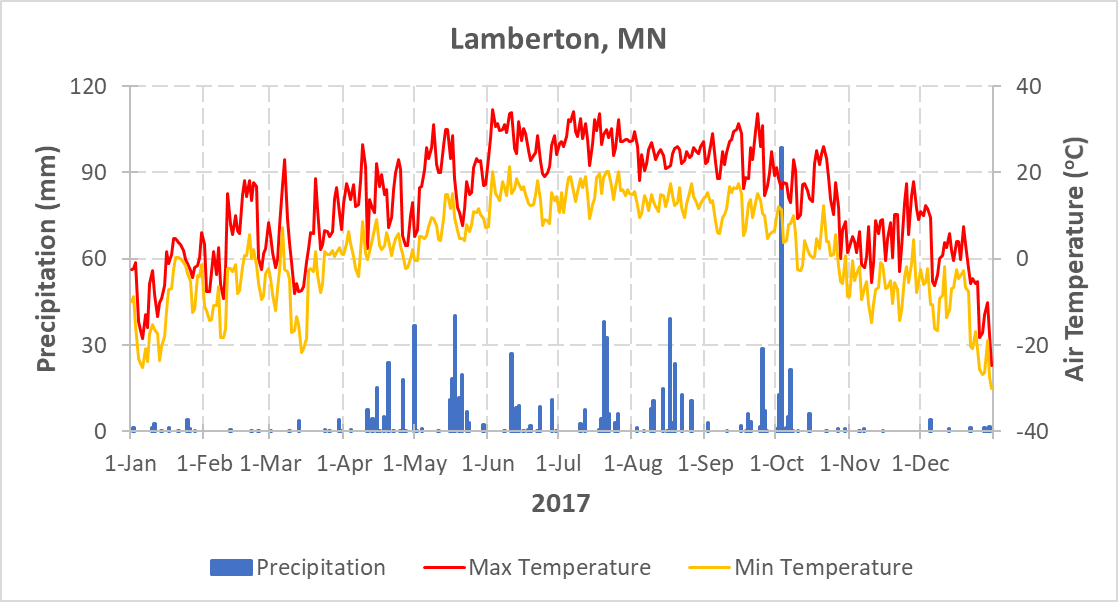 Lamberton, MN
Precipitation (mm)
120
90
60
30
0
Air Temperature (ºC)
40
20
0
-20
-40
1-Jan 1-Feb 1-Mar 1-Apr 1-May 1-Jun 1-Jul 1-Aug 1-Sep 1-Oct 1-Nov 1-Dec
2017
Precipitation Max Temperature Min Temperature